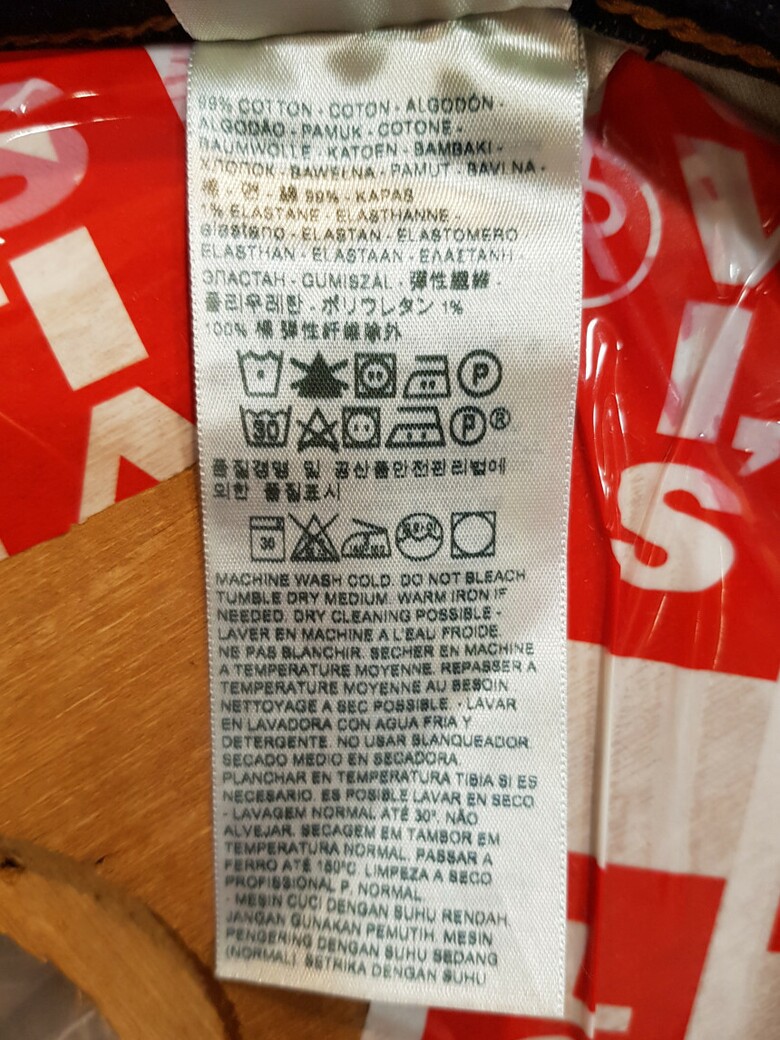 99% COTTON - COTON - ALGODÓN -
ALGODÃO - PAMUK - COTONE -
BAUMWOLLE KATOEN - BAMBAKI -
ХЛОПОК BAWEŁNA - PAMUT - BAVLNA -
棉 - 면 - 綿 99% - KAPAS
1% ELASTANE - ELASTHANNE -
elastano - ELASTAN - ELASTOMERO
ELASTHAN - ELASTAAN - ΕΛΑΣΤΑΝΗ -
ЭЛАСТАН - GUMISZÁL - 彈性纖維 -
폴리우레탄 - ポリウレタン 1%
100% 棉 彈性纤维除外
P
30 P ®
품질경영 및 공산품안전관리법에
의한 품질표시
30
MACHINE WASH COLD. DO NOT BLEACH
TUMBLE DRY MEDIUM. WARM IRON IF
NEEDED. DRY CLEANING POSSIBLE -
LAVER EN MACHINE A L'EAU FROIDE.
NE PAS BLANCHIR. SECHER EN MACHINE
A TEMPERATURE MOYENNE. REPASSER A
TEMPERATURE MOYENNE AU BESOIN
NETTOYAGE A SEC POSSIBLE. - LAVAR
EN LAVADORA CON AGUA FRIA Y
DETERGENTE. NO USAR BLANQUEADOR.
SECADO MEDIO EN SECADORA.
PLANCHAR EN TEMPERATURA TIBIA SI ES
NECESARIO. ES POSIBLE LAVAR EN SECO
- LAVAGEM NORMAL ATÉ 30°. NÃO
ALVEJAR. SECAGEM EM TAMBOR EM
TEMPERATURA NORMAL. PASSAR A
FERRO ATÉ 150°C. LIMPEZA A SECO
PROFISSIONAL P. NORMAL
- MESIN CUCI DENGAN SUHU RENDAH.
JANGAN GUNAKAN PEMUTIH. MESIN
PENGERING DENGAN SUHU SEDANG
(NORMAL) SETRIKA DENGAN SUHU